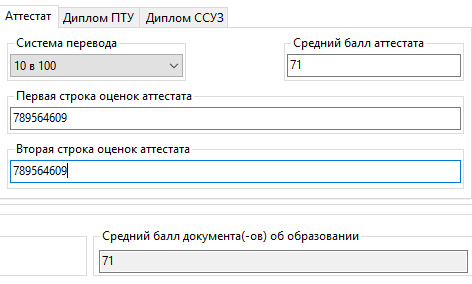 Аттестат Диплом ПТУ Диплом ССУЗ
Система перевода Средний балл аттестата
10 в 100 71
Первая строка оценок аттестата
789564609
Вторая строка оценок аттестата
789564609
Средний балл документа(-ов) об образовании
71